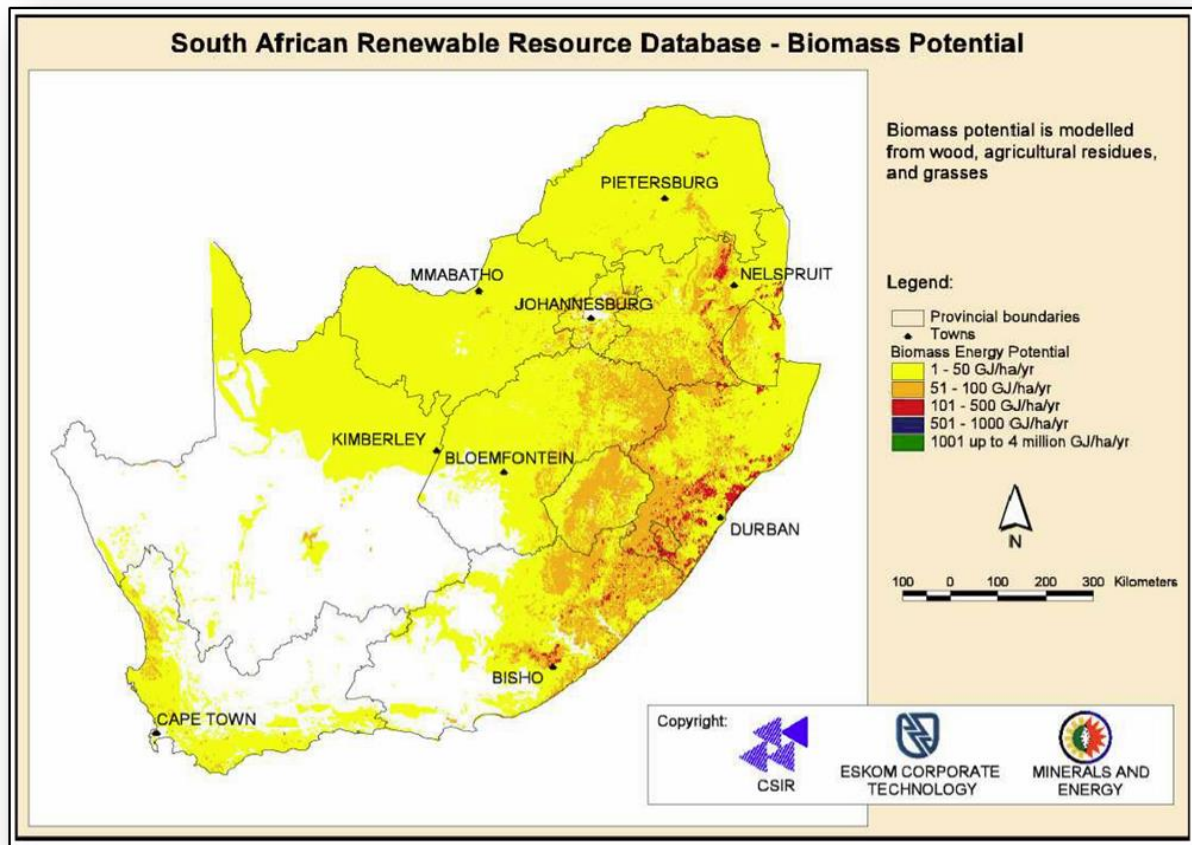 South African Renewable Resource Database - Biomass Potential
Biomass potential is modelled
from wood, agricultural residues,
and grasses
PIETERSBURG
MMABATHO
NELSPRUIT
JOHANNESBURG
KIMBERLEY
BLOEMFONTEIN
DURBAN
BISHO
CAPE TOWN
Legend:
Provincial boundaries
Towns
Biomass Energy Potential
1 - 50 GJ/ha/yr
51 - 100 GJ/ha/yr
101 - 500 GJ/ha/yr
501 - 1000 GJ/ha/yr
1001 up to 4 million GJ/ha/yr
N
100 0 100 200 300 Kilometers
Copyright:
CSIR
ESKOM CORPORATE
TECHNOLOGY
MINERALS AND
ENERGY